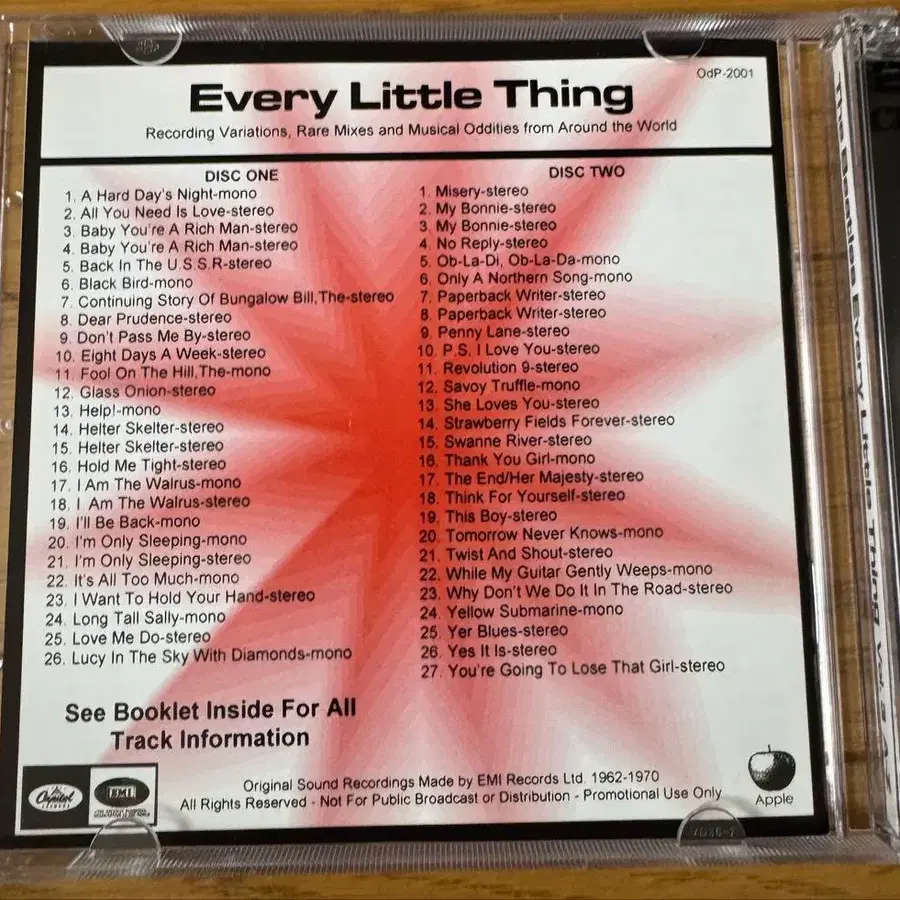 OdP-2001
Every Little Thing
Recording Variations, Rare Mixes and Musical Oddities from Around the World
DISC ONE
1. A Hard Day's Night-mono
2. All You Need Is Love-stereo
3. Baby You're A Rich Man-stereo
4. Baby You're A Rich Man-stereo
5. Back In The U.S.S.R-stereo
6. Black Bird-mono
7. Continuing Story Of Bungalow Bill,The-stereo
8. Dear Prudence-stereo
9. Don't Pass Me By-stereo
10. Eight Days A Week-stereo
11. Fool On The Hill,The-mono
12. Glass Onion-stereo
13. Help!-mono
14. Helter Skelter-stereo
15. Helter Skelter-stereo
16. Hold Me Tight-stereo
17. I Am The Walrus-mono
18. I Am The Walrus-stereo
19. I'll Be Back-mono
20. I'm Only Sleeping-mono
21. I'm Only Sleeping-stereo
22. It's All Too Much-mono
23. I Want To Hold Your Hand-stereo
24. Long Tall Sally-mono
25. Love Me Do-stereo
26. Lucy In The Sky With Diamonds-mono
DISC TWO
1. Misery-stereo
2. My Bonnie-stereo
3. My Bonnie-stereo
4. No Reply-stereo
5. Ob-La-Di, Ob-La-Da-mono
6. Only A Northern Song-mono
7. Paperback Writer-stereo
8. Paperback Writer-stereo
9. Penny Lane-stereo
10. P.S. I Love You-stereo
11. Revolution 9-stereo
12. Savoy Truffle-mono
13. She Loves You-stereo
14. Strawberry Fields Forever-stereo
15. Swanne River-stereo
16. Thank You Girl-mono
17. The End/Her Majesty-stereo
18. Think For Yourself-stereo
19. This Boy-stereo
20. Tomorrow Never Knows-mono
21. Twist And Shout-stereo
22. While My Guitar Gently Weeps-mono
23. Why Don't We Do It In The Road-stereo
24. Yellow Submarine-mono
25. Yer Blues-stereo
26. Yes It Is-stereo
27. You're Going To Lose That Girl-stereo
See Booklet Inside For All
Track Information
Capitol
RECORDS
EMI
Original Sound Recordings Made by EMI Records Ltd. 1962-1970
All Rights Reserved - Not For Public Broadcast or Distribution - Promotional Use Only
Apple
The Beatles Every Little Thing